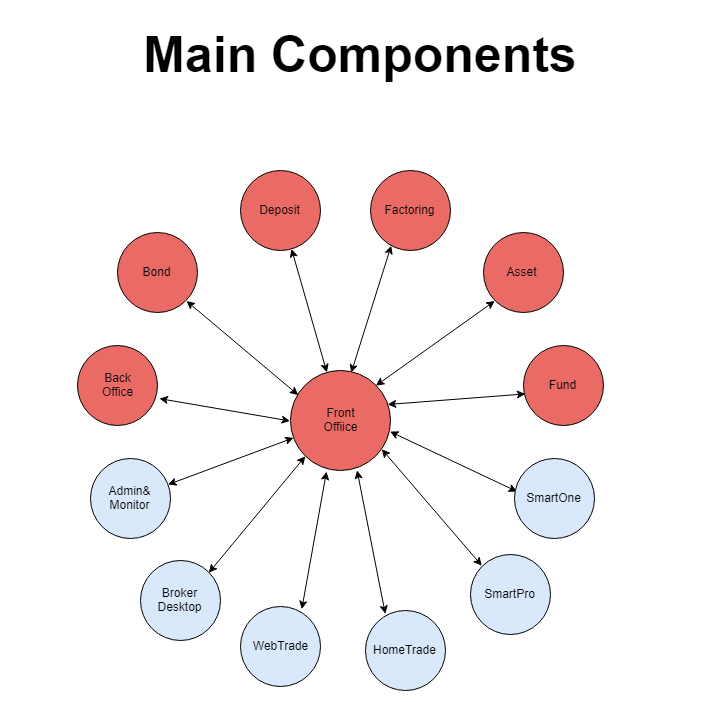 Main Components
Deposit
Factoring
Bond
Asset
Back
Office
Front
Offiice
Fund
Admin&
Monitor
SmartOne
Broker
Desktop
SmartPro
WebTrade
HomeTrade